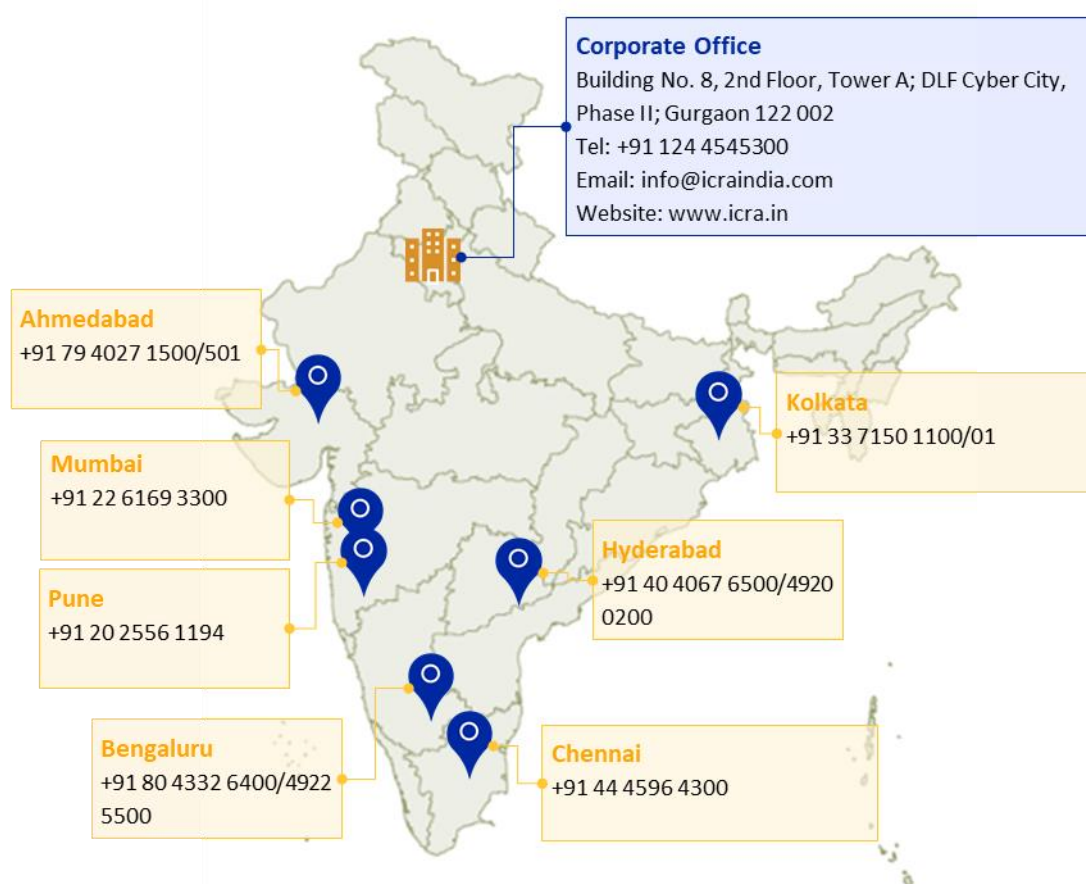 Corporate Office
Building No. 8, 2nd Floor, Tower A; DLF Cyber City,
Phase II; Gurgaon 122 002
Tel: +91 124 4545300
Email: info@icraindia.com
Website: www.icra.in
Ahmedabad
+91 79 4027 1500/501
Kolkata
+91 33 7150 1100/01
Mumbai
+91 22 6169 3300
Hyderabad
+91 40 4067 6500/4920
0200
Pune
+91 20 2556 1194
Bengaluru
+91 80 4332 6400/4922
5500
Chennai
+91 44 4596 4300